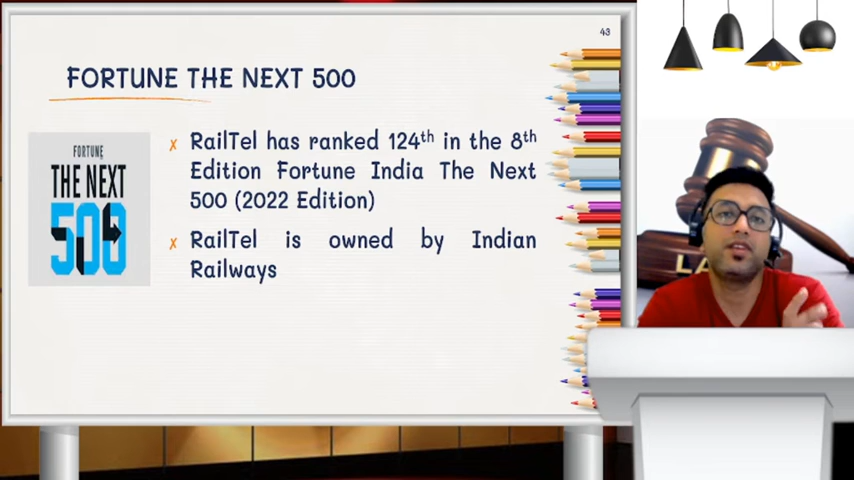 43
FORTUNE THE NEXT 500
FORTUNE
THE NEXT
500
RailTel has ranked 124th in the 8th
Edition Fortune India The Next
500 (2022 Edition)
RailTel is owned by Indian
Railways
LA